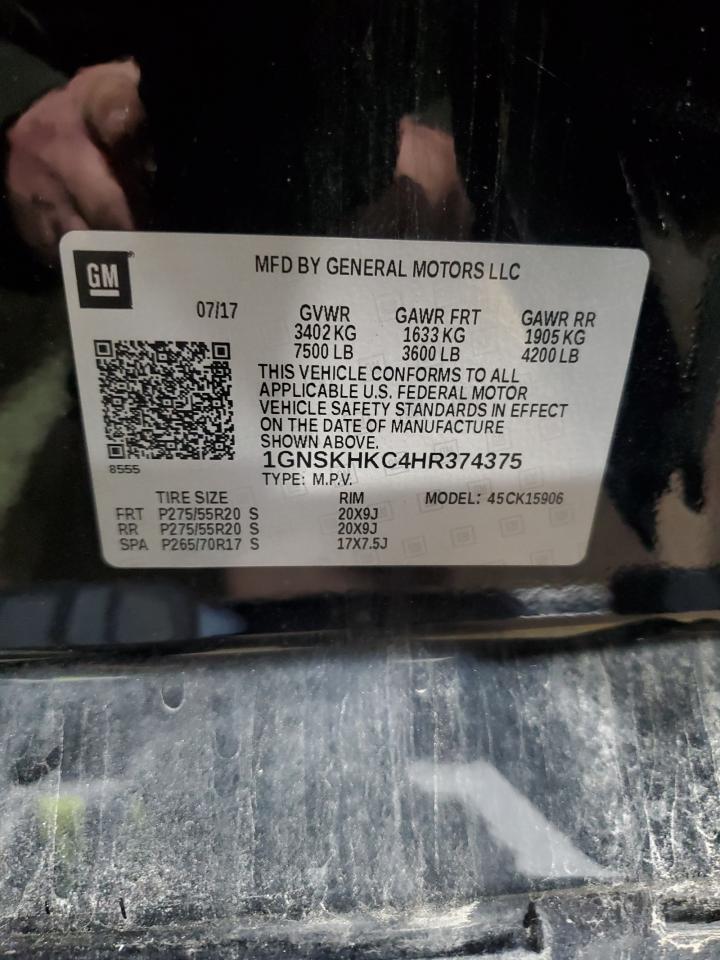 GM
MFD BY GENERAL MOTORS LLC
07/17
GVWR GAWR FRT GAWR RR
3402 KG 1633 KG 1905 KG
7500 LB 3600 LB 4200 LB
THIS VEHICLE CONFORMS TO ALL
APPLICABLE U.S. FEDERAL MOTOR
VEHICLE SAFETY STANDARDS IN EFFECT
ON THE DATE OF MANUFACTURE
SHOWN ABOVE.
8555
1GNSKHKC4HR374375
TYPE: M.P.V.
TIRE SIZE RIM MODEL: 45CK15906
FRT P275/55R20 S 20X9J
RR P275/55R20 S 20X9J
SPA P265/70R17 S 17X7.5J